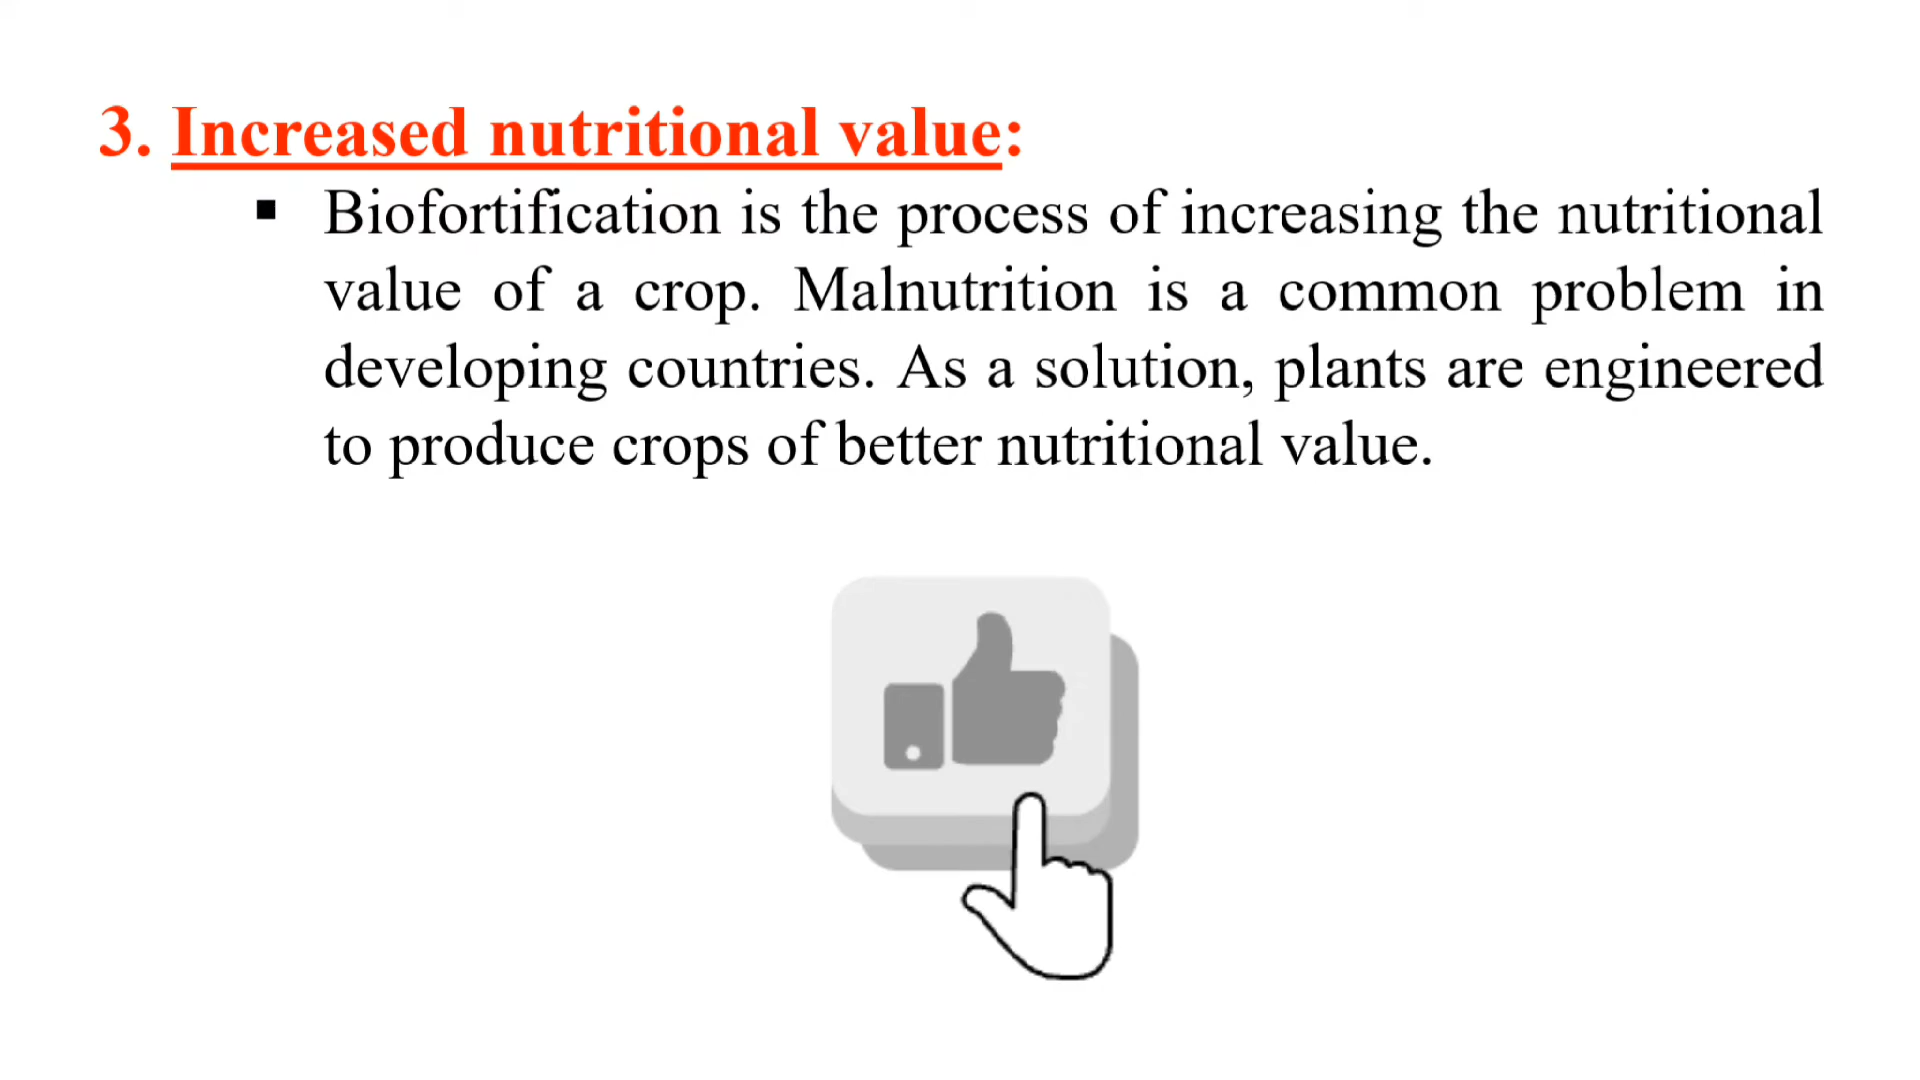 3. Increased nutritional value:
▪ Biofortification is the process of increasing the nutritional
value of a crop. Malnutrition is a common problem in
developing countries. As a solution, plants are engineered
to produce crops of better nutritional value.